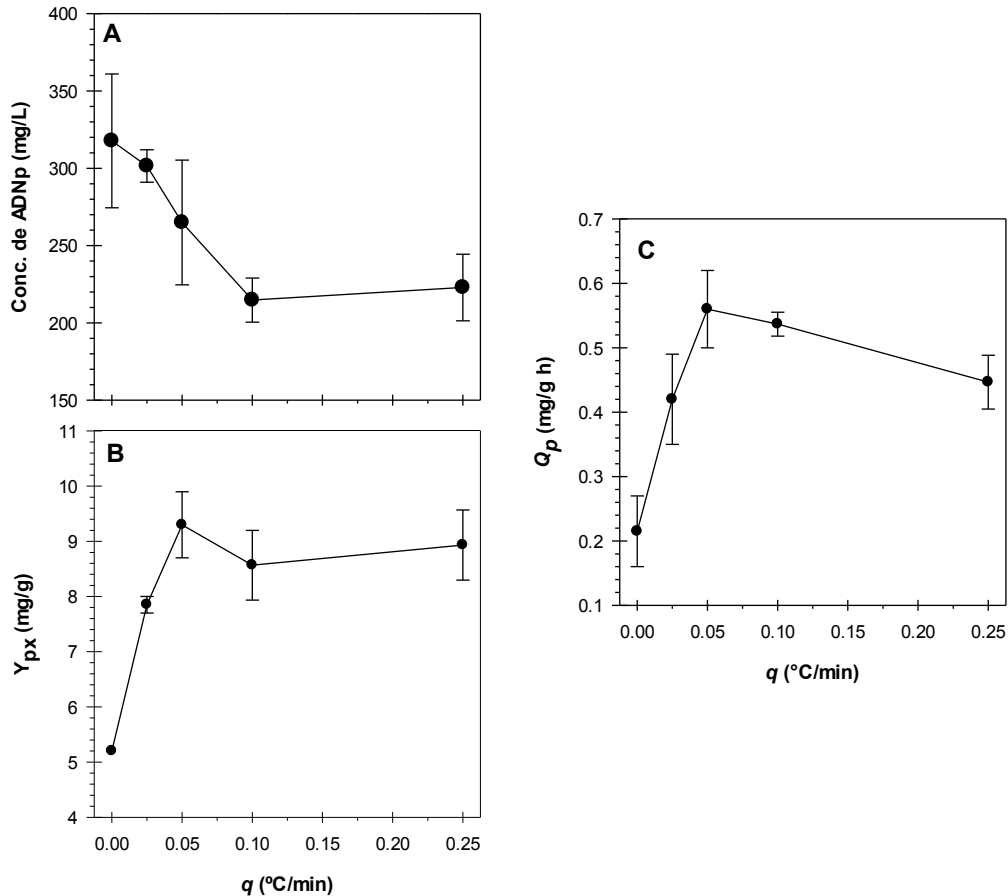 A
Conc. de ADNp (mg/L)
400
350
300
250
200
150
B
Ypx (mg/g)
11
10
9
8
7
6
5
4
0.00 0.05 0.10 0.15 0.20 0.25
q (ºC/min)
C
Qp (mg/g h)
0.7
0.6
0.5
0.4
0.3
0.2
0.1
0.00 0.05 0.10 0.15 0.20 0.25
q (°C/min)